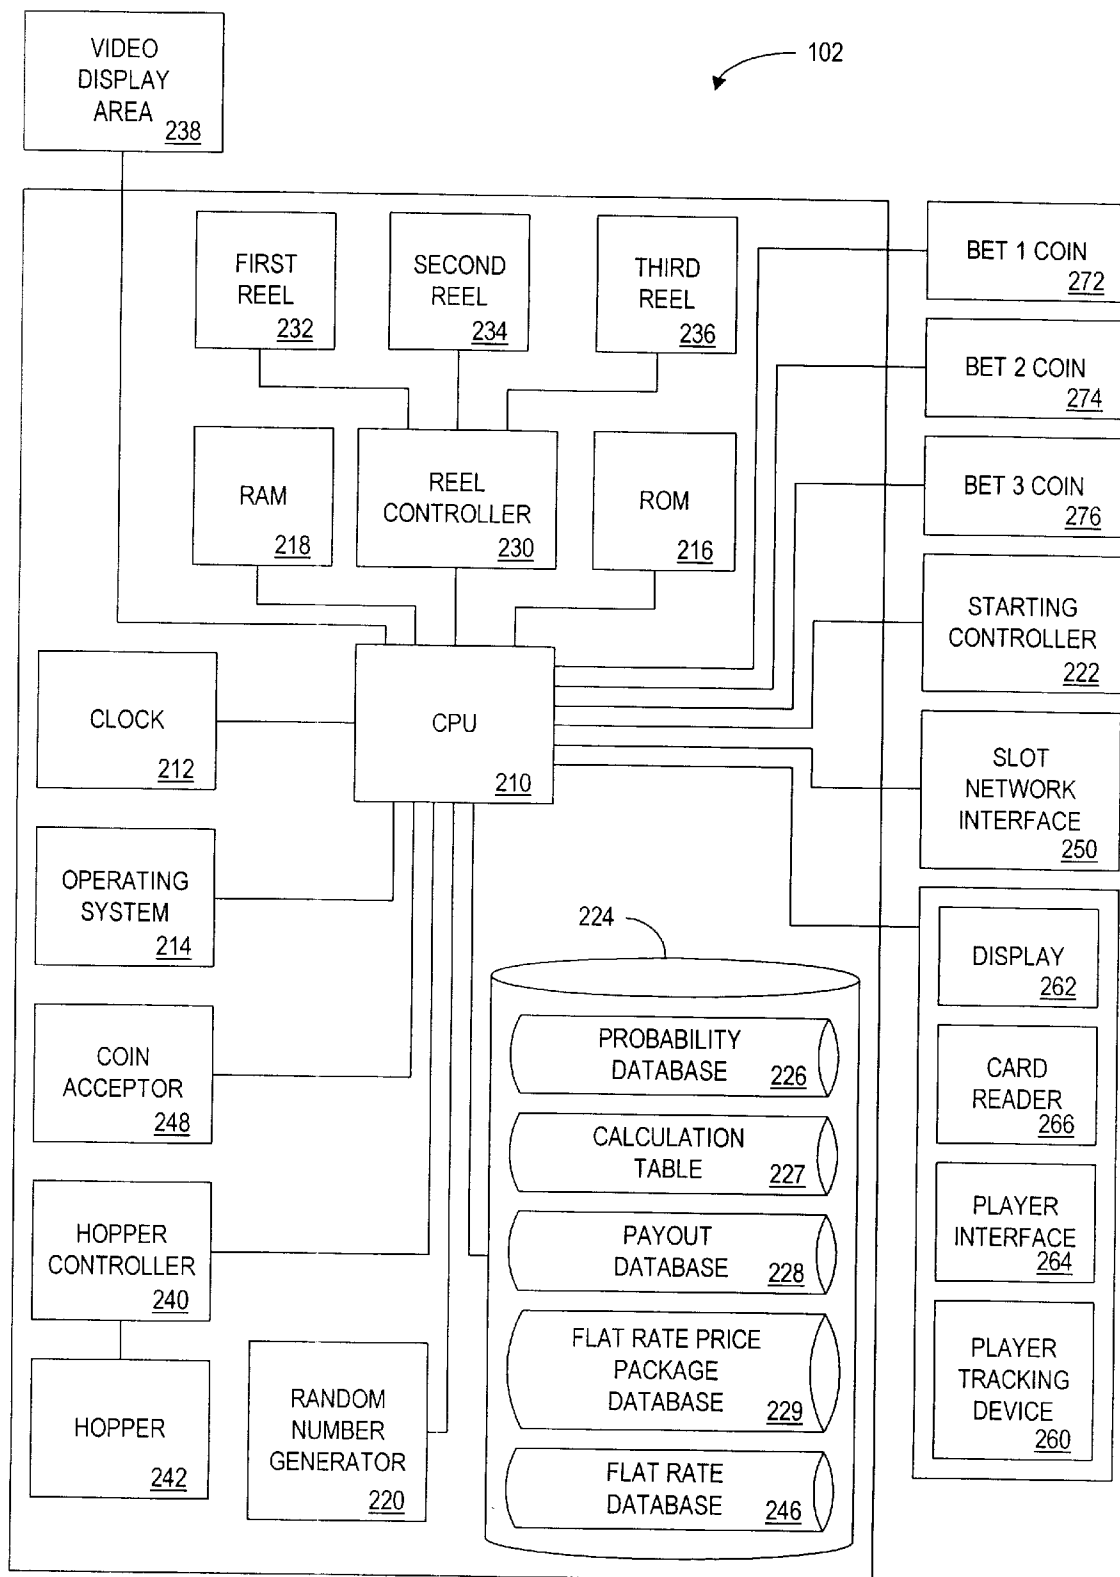 VIDEO
DISPLAY
AREA
238
102
FIRST
REEL
232
SECOND
REEL
234
THIRD
REEL
236
BET 1 COIN
272
BET 2 COIN
274
BET 3 COIN
276
RAM
218
REEL
CONTROLLER
230
ROM
216
STARTING
CONTROLLER
222
CLOCK
212
CPU
210
SLOT
NETWORK
INTERFACE
250
OPERATING
SYSTEM
214
224
DISPLAY
262
COIN
ACCEPTOR
248
PROBABILITY
DATABASE
226
CARD
READER
266
CALCULATION
TABLE
227
HOPPER
CONTROLLER
240
PAYOUT
DATABASE
228
PLAYER
INTERFACE
264
HOPPER
242
RANDOM
NUMBER
GENERATOR
220
FLAT RATE PRICE
PACKAGE
DATABASE
229
PLAYER
TRACKING
DEVICE
260
FLAT RATE
DATABASE
246